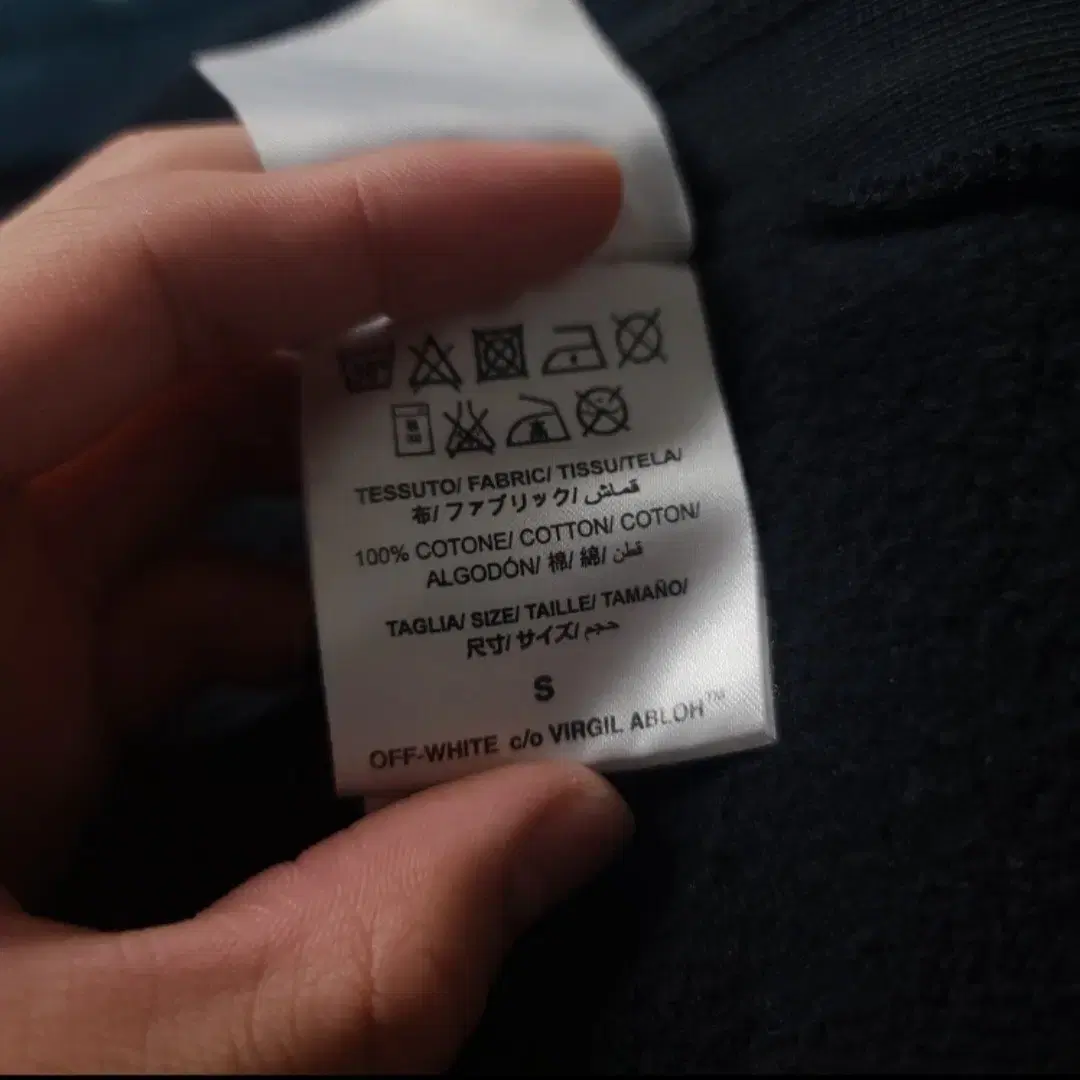 TESSUTO/ FABRIC/ TISSU/TELA/
布/ ファブリック/ قماش/
100% COTONE/ COTTON/ COTON/
ALGODÓN/ 棉/ 綿/ قطن
TAGLIA/ SIZE/ TAILLE/ TAMAÑO/
尺寸/ サイズ/ حجم
S
OFF-WHITE c/o VIRGIL ABLOH™